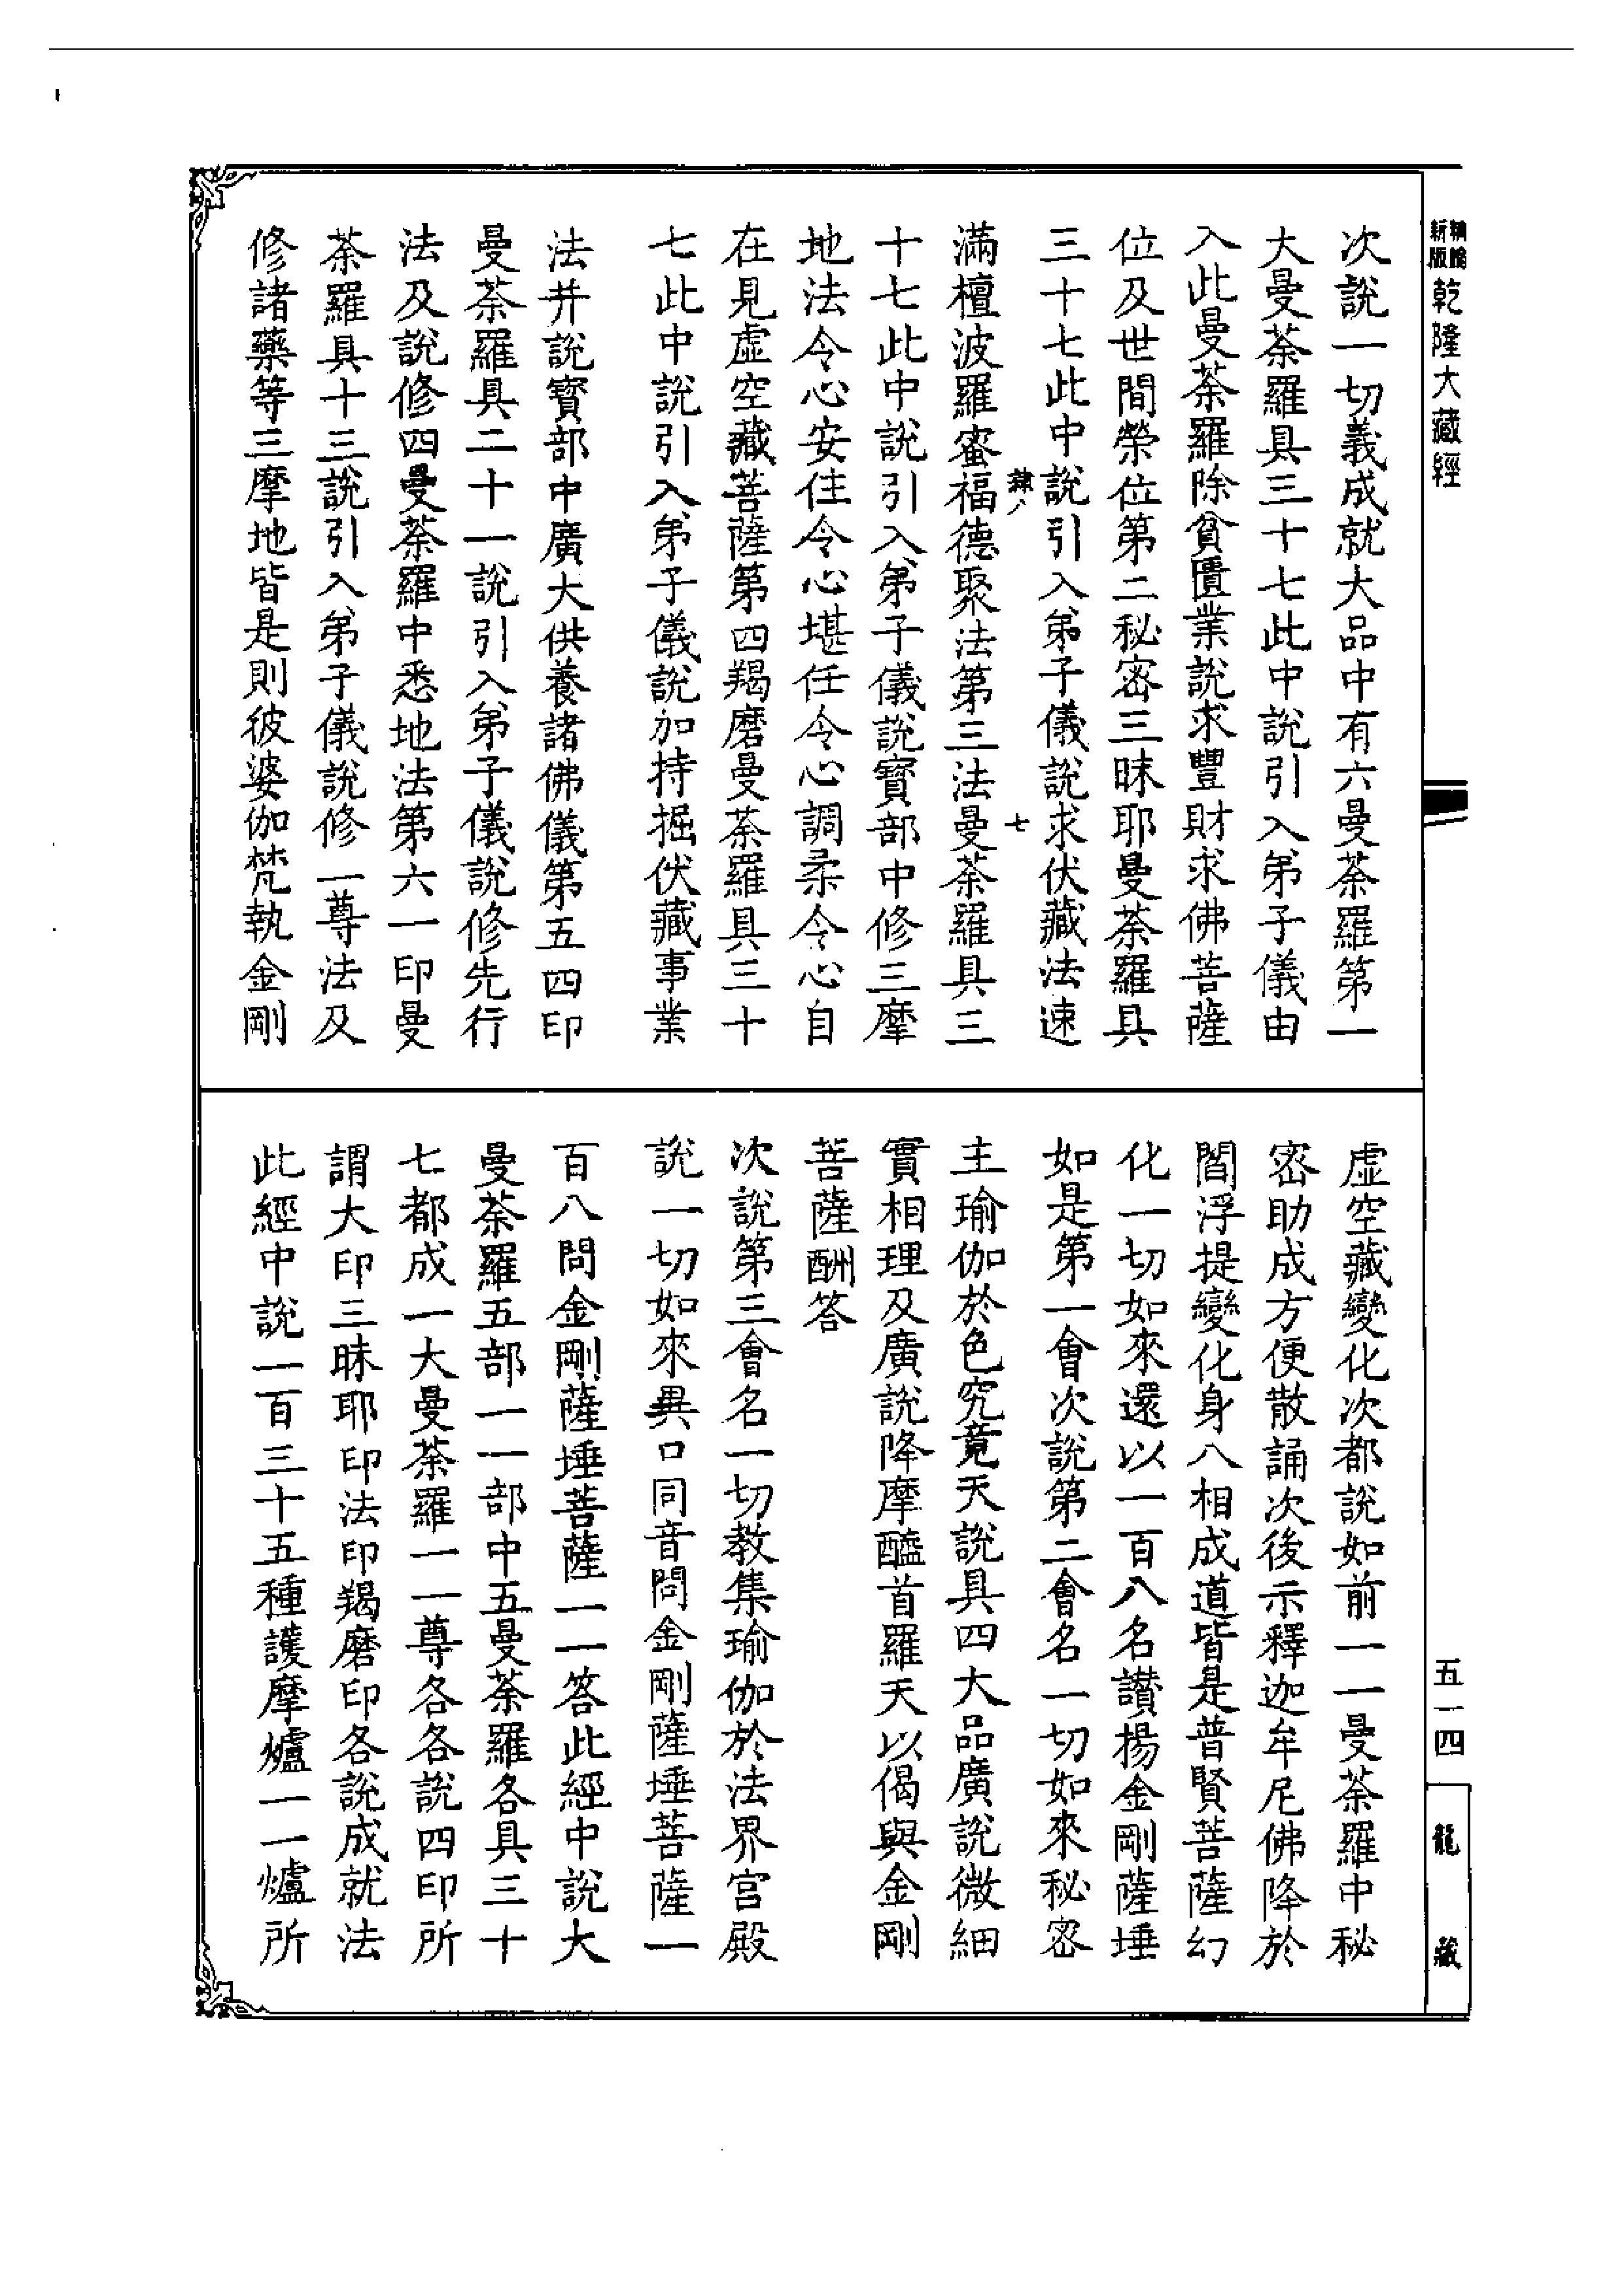 新版精縮乾隆大藏經
次說一切義成就大品中有六曼荼羅第一
大曼荼羅具三十七此中說引入弟子儀由
入此曼荼羅除貧匱業說求豐財求佛菩薩
位及世間榮位第二秘密三昧耶曼荼羅具
三十七此中說引入弟子儀說求伏藏法速
隸八 七
滿檀波羅蜜福德聚法第三法曼荼羅具三
十七此中說引入弟子儀說寶部中修三摩
地法令心安住令心堪任令心調柔令心自
在見虛空藏菩薩第四羯磨曼荼羅具三十
七此中說引入弟子儀說加持掘伏藏事業
法并說寶部中廣大供養諸佛儀第五四印
曼荼羅具二十一說引入弟子儀說修先行
法及說修四曼荼羅中悉地法第六一印曼
荼羅具十三說引入弟子儀說修一尊法及
修諸藥等三摩地皆是則彼婆伽梵執金剛
虛空藏變化次都說如前一一曼荼羅中秘
密助成方便散誦次後示釋迦牟尼佛降於
閻浮提變化身八相成道皆是普賢菩薩幻
化一切如來還以一百八名讚揚金剛薩埵
如是第一會次說第二會名一切如來秘密
主瑜伽於色究竟天說具四大品廣說微細
實相理及廣說降摩醯首羅天以偈與金剛
菩薩酬答
次說第三會名一切教集瑜伽於法界宮殿
說一切如來異口同音問金剛薩埵菩薩一
百八問金剛薩埵菩薩一一答此經中說大
曼荼羅五部一一部中五曼荼羅各具三十
七都成一大曼荼羅一一尊各各說四印所
謂大印三昧耶印法印羯磨印各說成就法
此經中說一百三十五種護摩爐一一爐所
五一四
龍藏